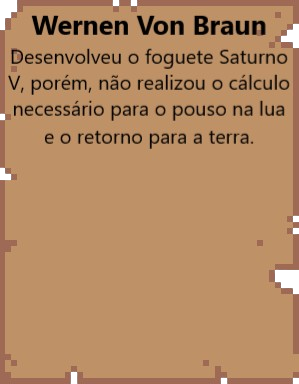 Wernen Von Braun
Desenvolveu o foguete Saturno
V, porém, não realizou o cálculo
necessário para o pouso na lua
e o retorno para a terra.